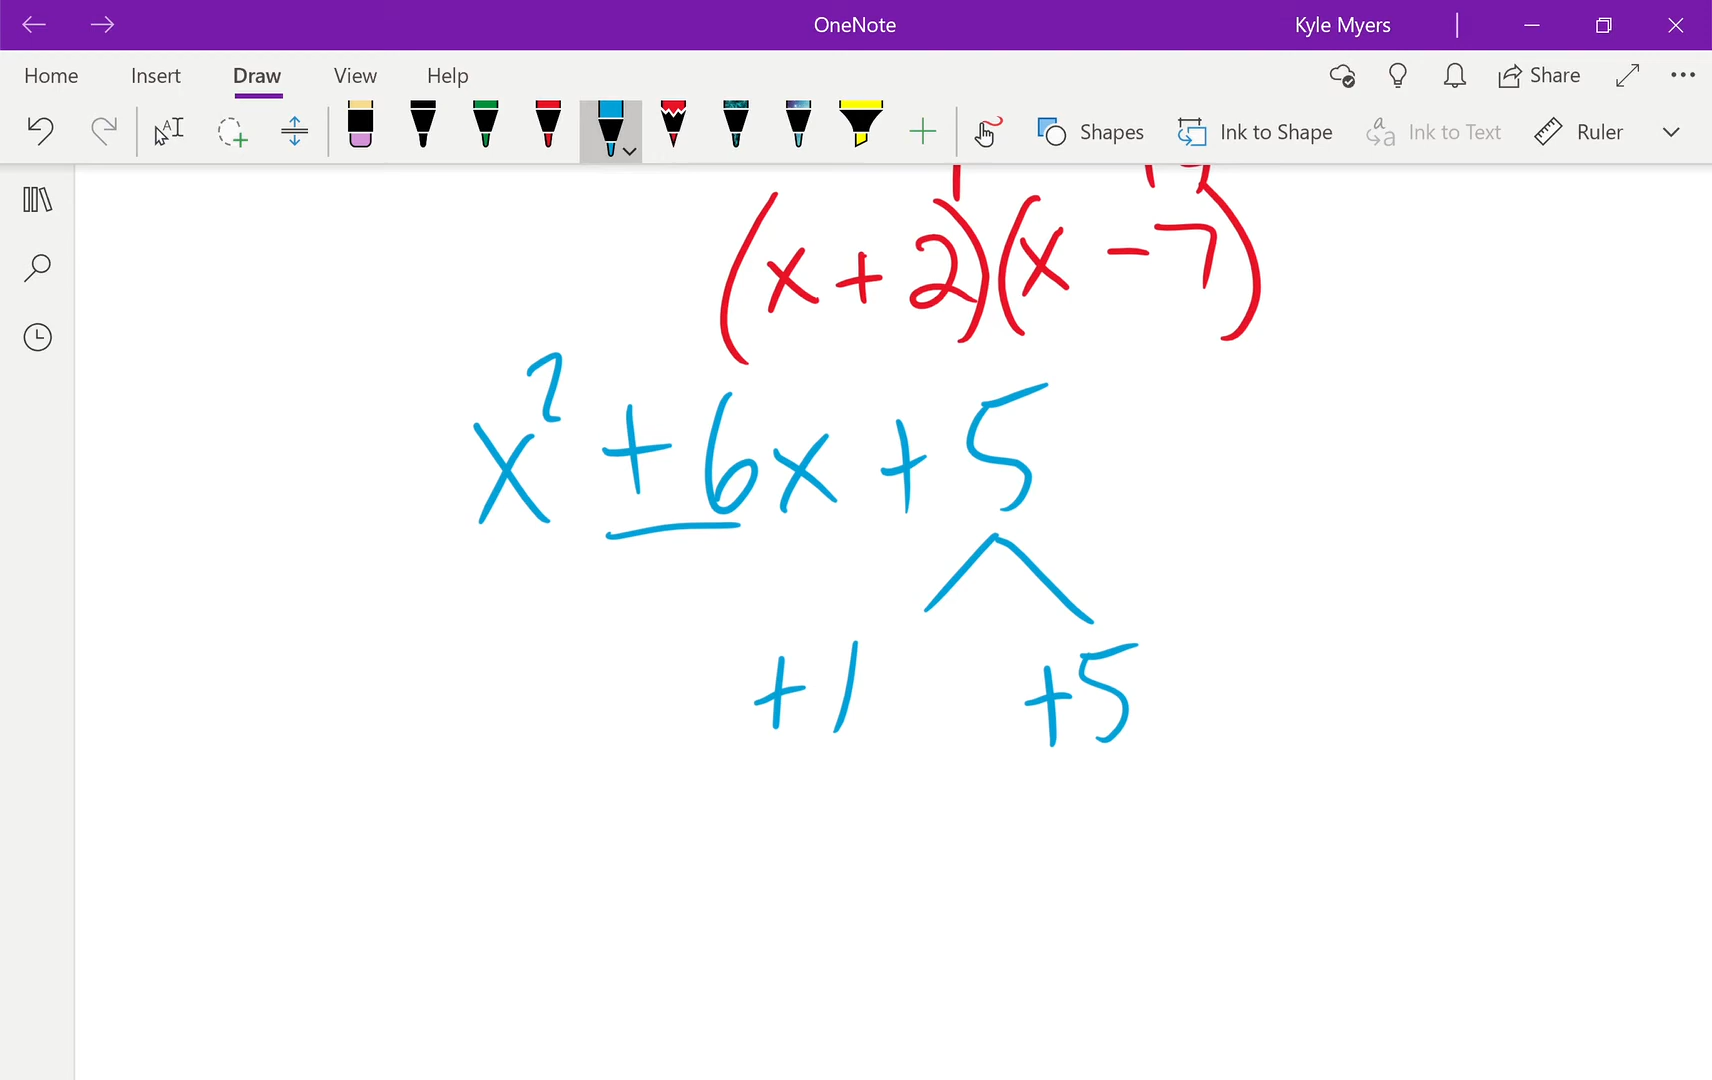 OneNote
Kyle Myers
Home Insert Draw View Help
Share
Shapes Ink to Shape Ink to Text Ruler
(x + 2)(x - 7)
x² + 6x + 5
+1 +5